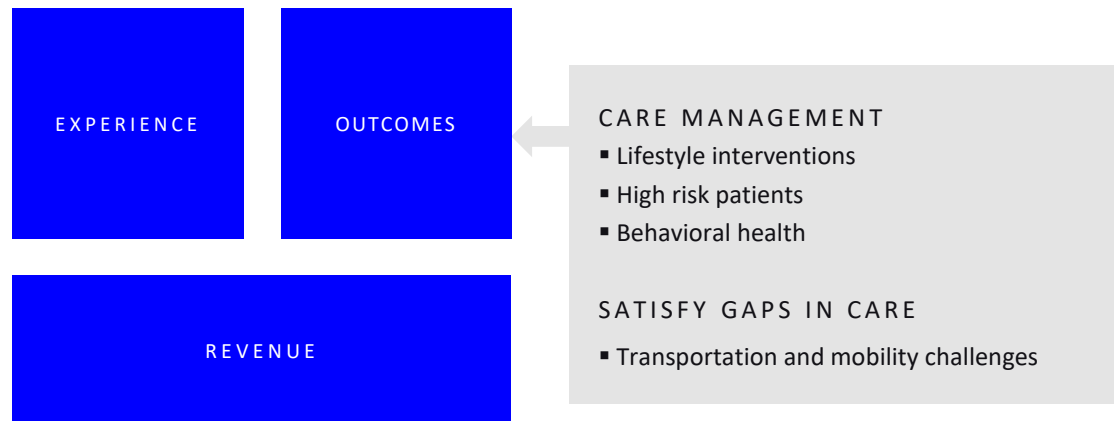 EXPERIENCE
OUTCOMES
REVENUE
CARE MANAGEMENT
▪ Lifestyle interventions
▪ High risk patients
▪ Behavioral health
SATISFY GAPS IN CARE
▪ Transportation and mobility challenges